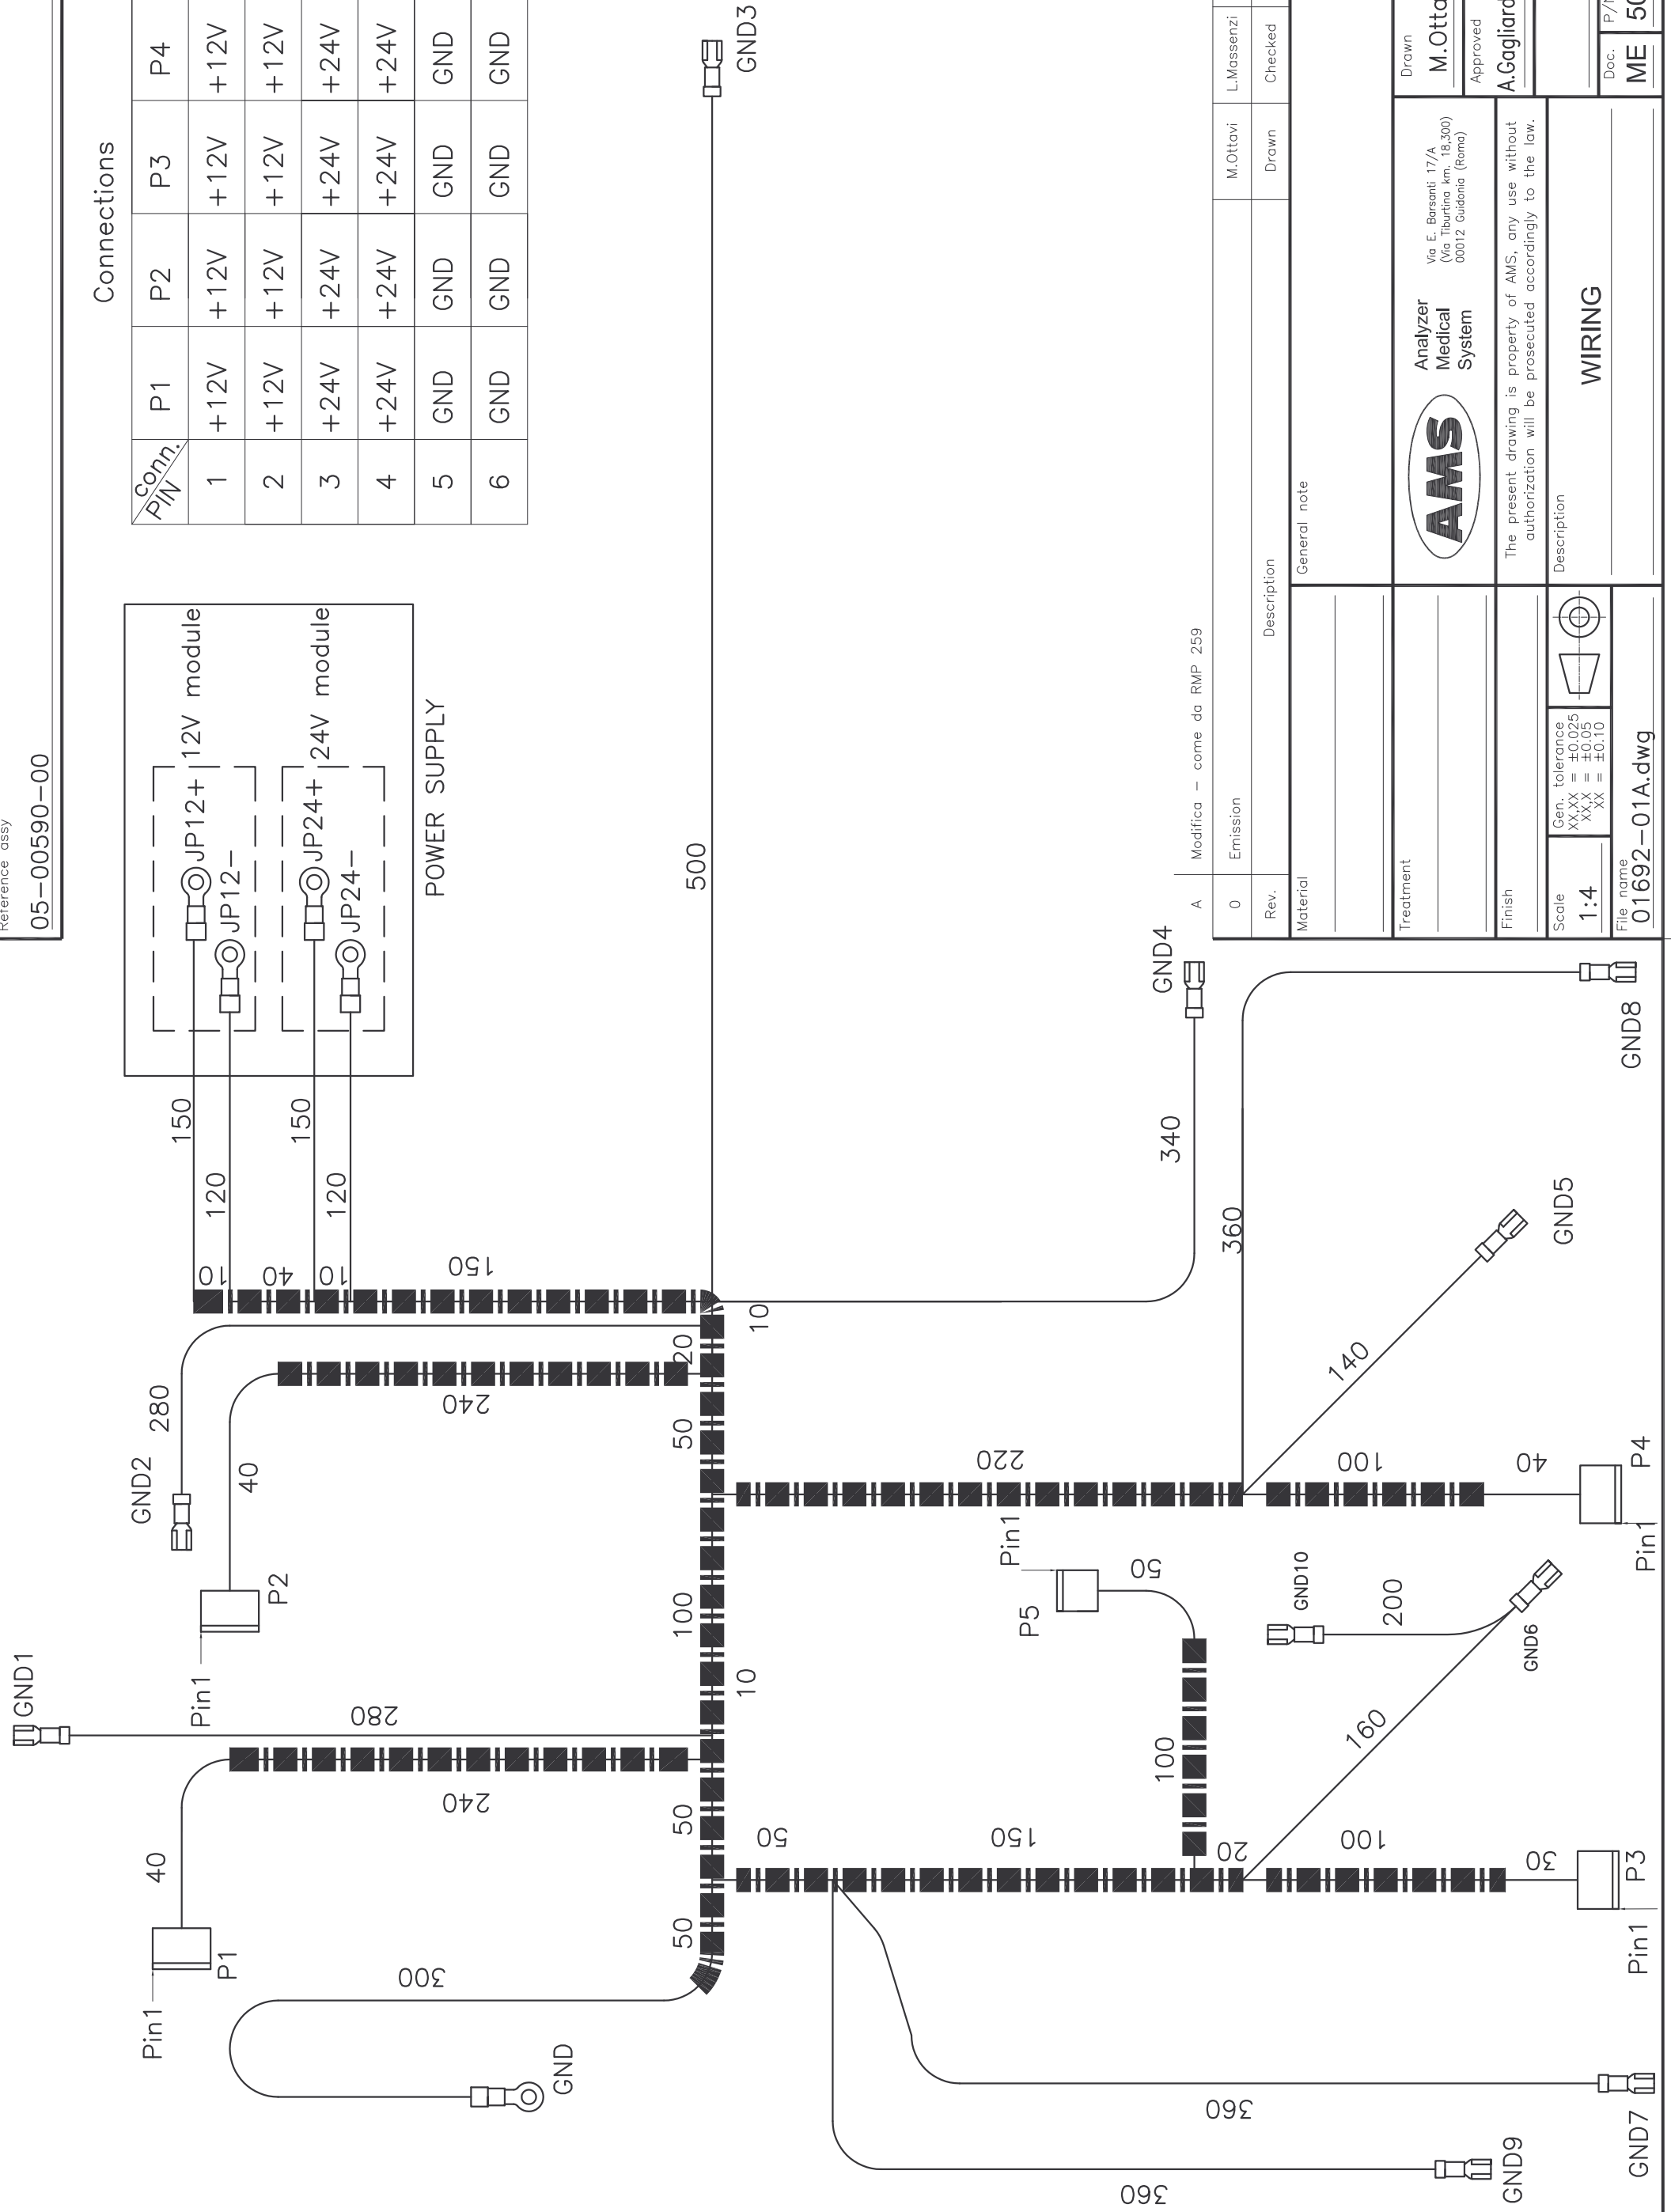 Reference assy
05-00590-00
Connections
Conn. PIN P1 P2 P3 P4
1 +12V +12V +12V +12V
2 +12V +12V +12V +12V
3 +24V +24V +24V +24V
4 +24V +24V +24V +24V
5 GND GND GND GND
6 GND GND GND GND
JP12+ 12V module
JP12-
JP24+ 24V module
JP24-
POWER SUPPLY
150
120
150
120
10
40
10
150
GND2
280
240
40
P2
Pin1
GND1
280
240
40
P1
Pin1
300
GND
50
50
10
100
50
20
10
500
GND3
GND4
340
360
GND8
GND5
140
220
100
40
P4
Pin1
Pin1
P5
50
100
GND10
200
GND6
160
50
150
20
100
30
P3
Pin1
360
GND7
360
GND9
A Modifica - come da RMP 259
0 Emission M.Ottavi L.Massenzi
Rev. Description Drawn Checked
Material
General note
Treatment
Finish
AMS
Analyzer
Medical
System
Via E. Barsanti 17/A
(Via Tiburtina km. 18,300)
00012 Guidonia (Roma)
The present drawing is property of AMS, any use without
authorization will be prosecuted accordingly to the law.
Drawn
M.Otta
Approved
A.Gagliard
Scale
1:4
Gen. tolerance
XX,XX = ±0.025
XX,X = ±0.05
XX = ±0.10
Description
WIRING
File name
01692-01A.dwg
Doc.
ME
P/N
50